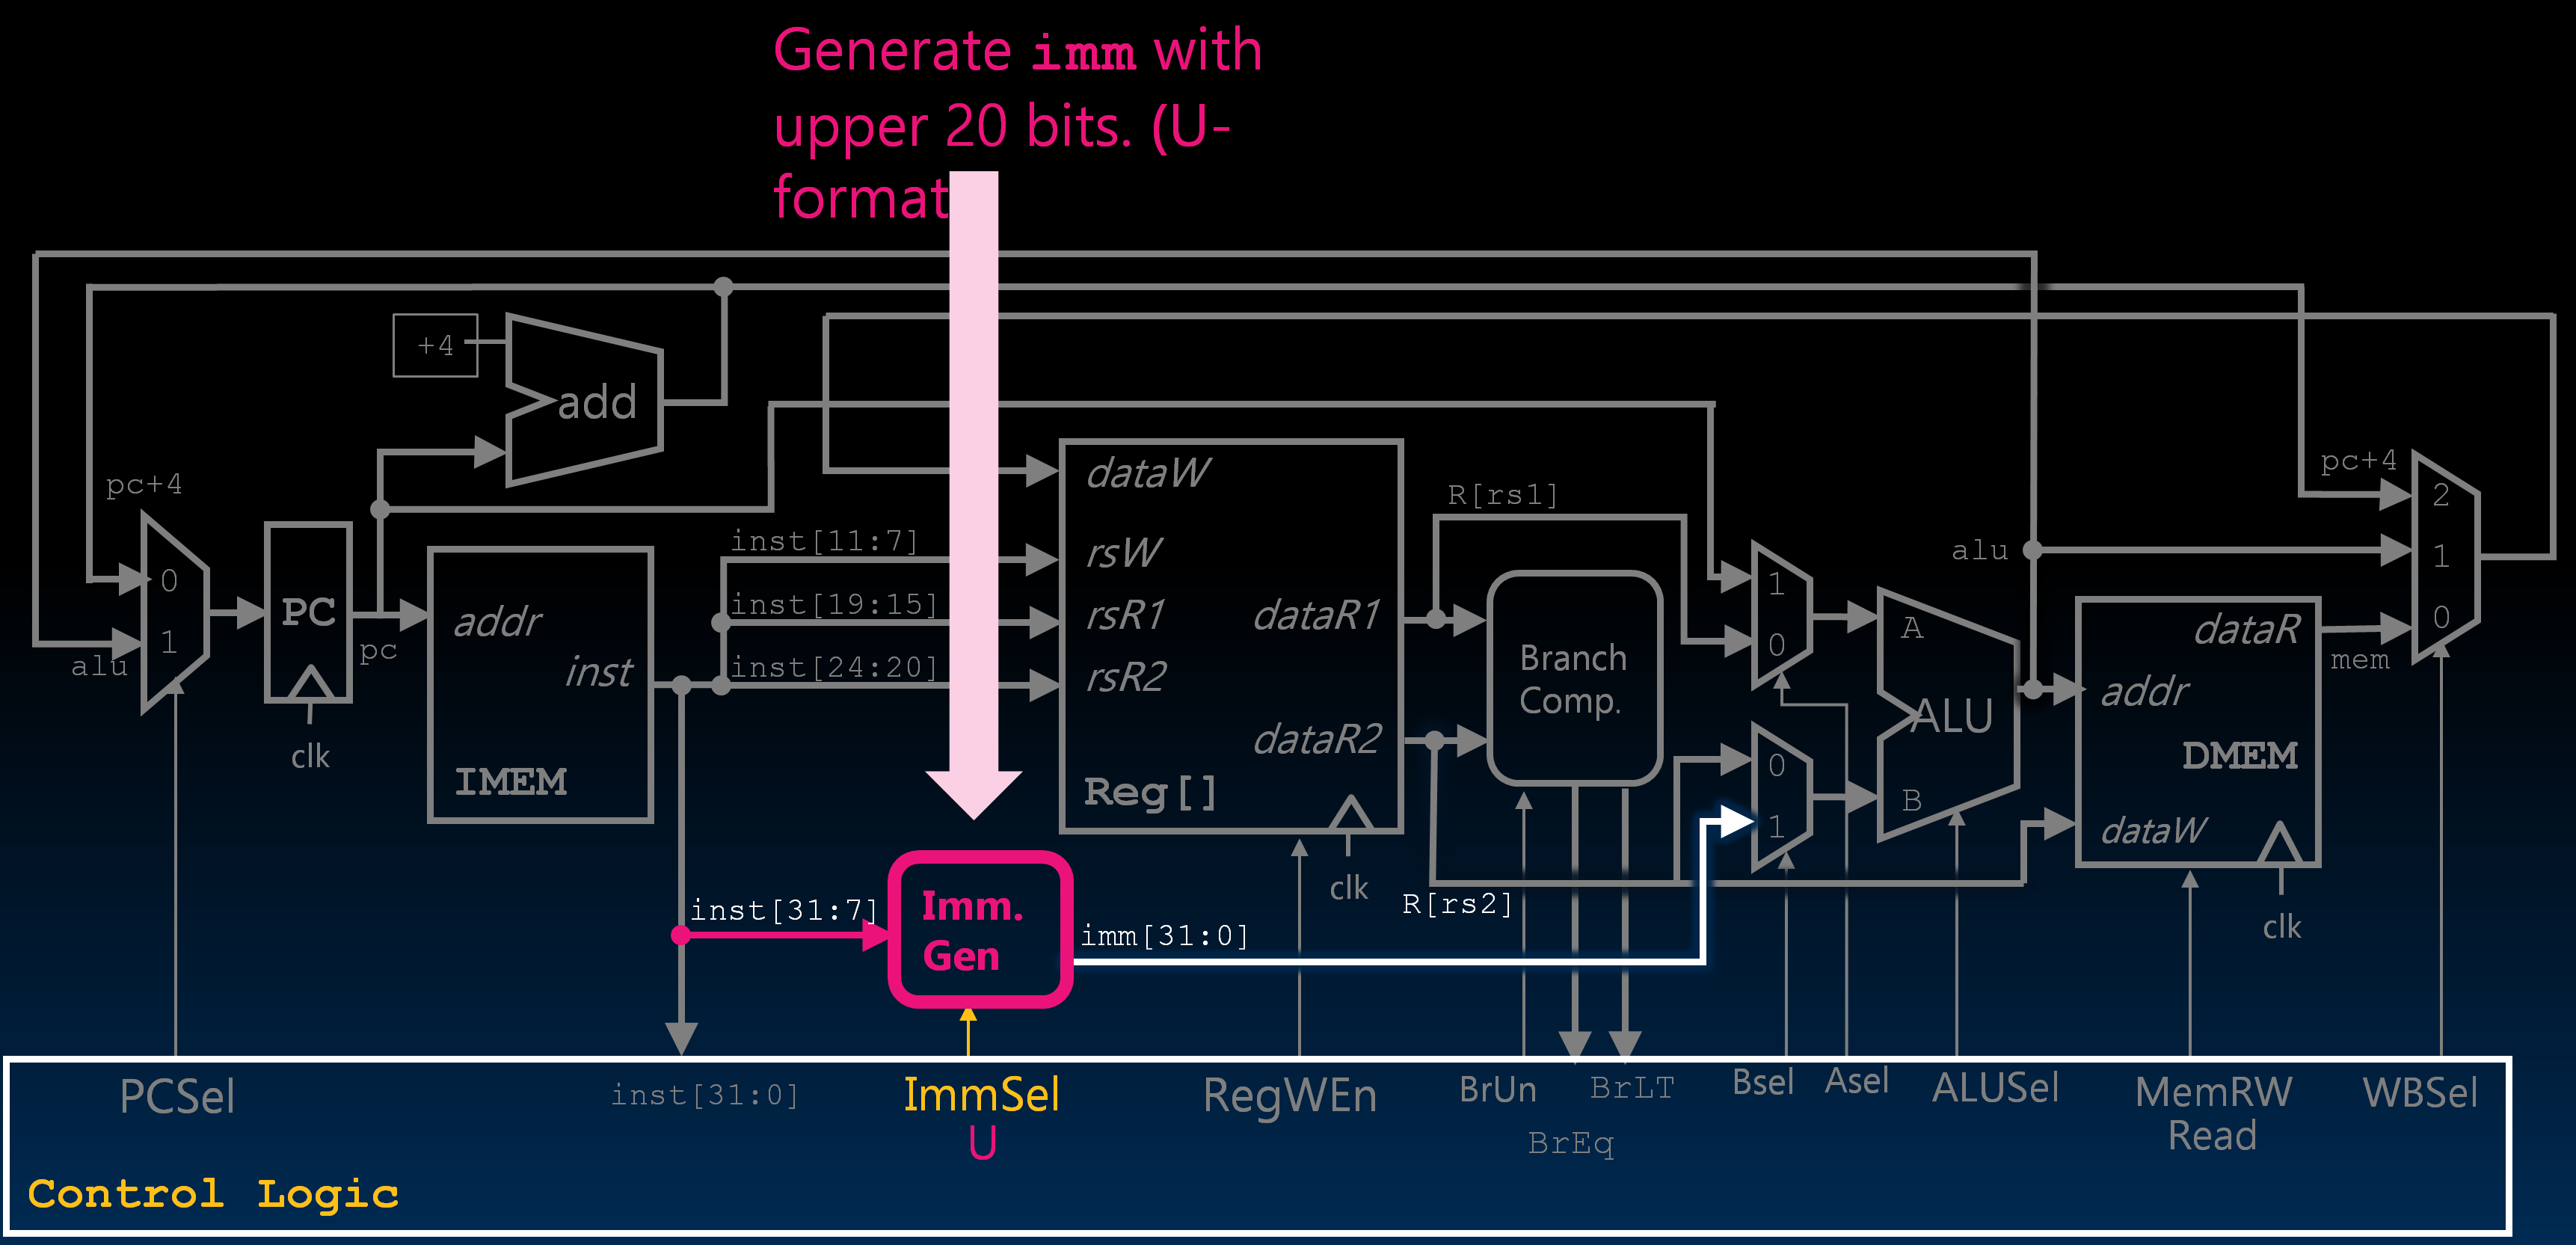 Generate imm with
upper 20 bits. (U-
format
+4
add
pc+4
0
1
alu
PC
clk
pc
addr
inst
IMEM
inst[11:7]
inst[19:15]
inst[24:20]
dataW
rsW
rsR1
rsR2
dataR1
dataR2
Reg[]
clk
R[rs1]
R[rs2]
Branch
Comp.
1
0
0
1
A
B
ALU
alu
addr
dataR
DMEM
dataW
clk
pc+4
mem
2
1
0
inst[31:7]
Imm.
Gen
imm[31:0]
PCSel
inst[31:0]
ImmSel
U
RegWEn
BrUn
BrEq
BrLT
Bsel
Asel
ALUSel
MemRW
Read
WBSel
Control Logic